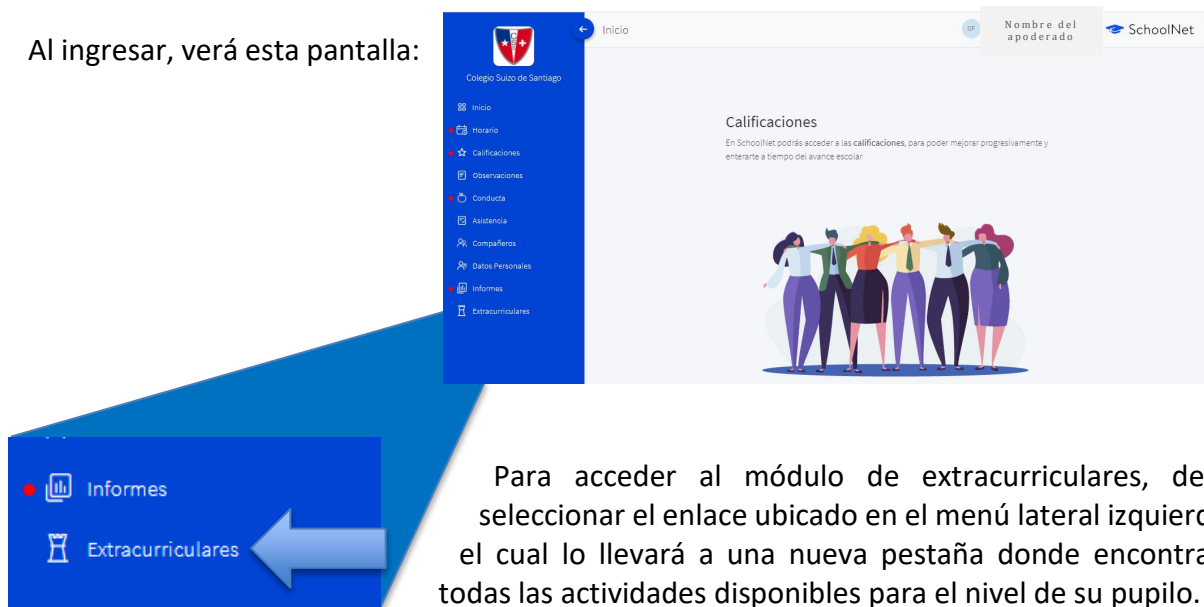 Al ingresar, verá esta pantalla:
Inicio
CF
Nombre del
apoderado
SchoolNet
Colegio Suizo de Santiago
Inicio
Horario
Calificaciones
Observaciones
Conducta
Asistencia
Compañeros
Datos Personales
Informes
Extracurriculares
Calificaciones
En SchoolNet podrás acceder a las calificaciones, para poder mejorar progresivamente y
enterarte a tiempo del avance escolar
Informes
Extracurriculares
Para acceder al módulo de extracurriculares, de
seleccionar el enlace ubicado en el menú lateral izquierd
el cual lo llevará a una nueva pestaña donde encontra
todas las actividades disponibles para el nivel de su pupilo.